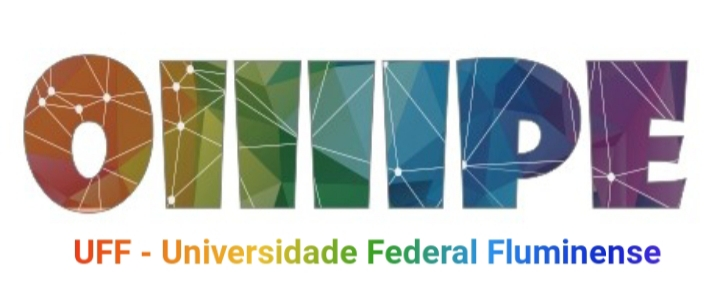 OIIIIPE
UFF - Universidade Federal Fluminense